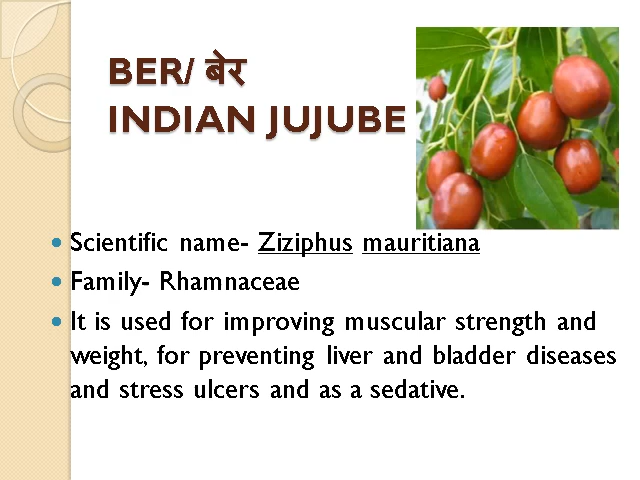 BER/ बेर
INDIAN JUJUBE
Scientific name- Ziziphus mauritiana
Family- Rhamnaceae
It is used for improving muscular strength and
weight, for preventing liver and bladder diseases
and stress ulcers and as a sedative.